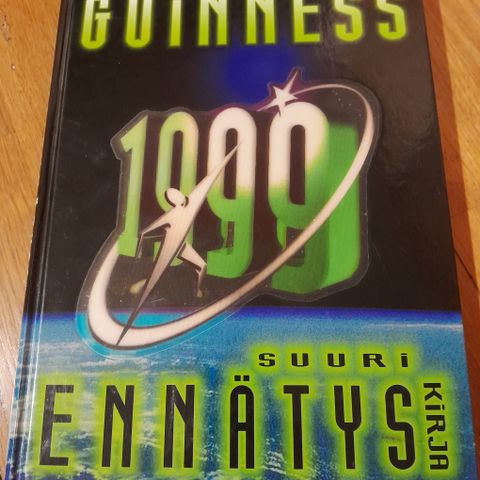 GUiNNESS
1999
SUURi
ENNÄTYS
KiRJA